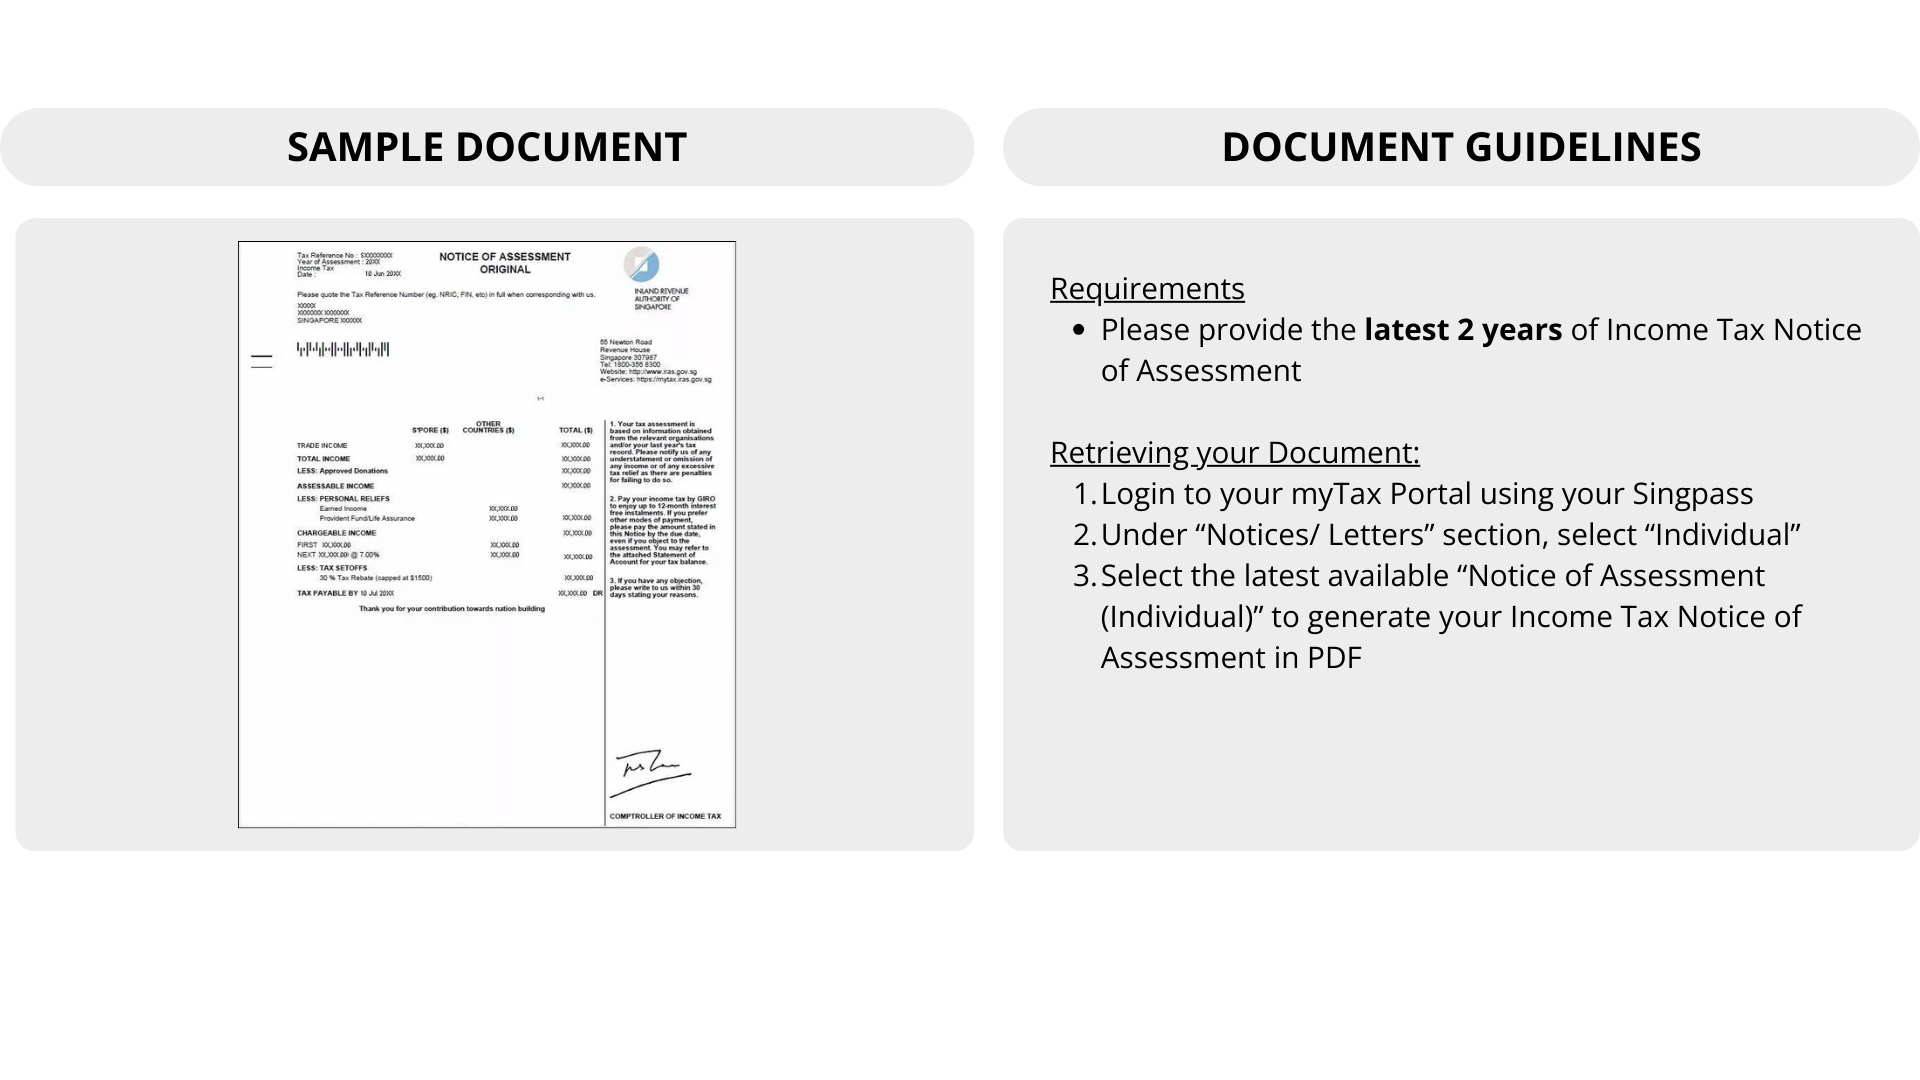 SAMPLE DOCUMENT
Tax Reference No : SXXXXXXXX
Year of Assessment : 20XX
Income Tax
Date : 10 Jun 20XX
NOTICE OF ASSESSMENT
ORIGINAL
INLAND REVENUE
AUTHORITY OF
SINGAPORE
Please quote the Tax Reference Number (eg. NRIC, FIN, etc) in full when corresponding with us.
XXXXX
XXXXXXX XXXXXXX
SINGAPORE XXXXXX
55 Newton Road
Revenue House
Singapore 307987
Tel: 1800-356 8300
Website: http://www.iras.gov.sg
e-Services: https://mytax.iras.gov.sg
1-1
S'PORE ($) OTHER COUNTRIES ($) TOTAL ($)
TRADE INCOME XX,XXX.00 XX,XXX.00
TOTAL INCOME XX,XXX.00 XX,XXX.00
LESS: Approved Donations XX,XXX.00
ASSESSABLE INCOME XX,XXX.00
LESS: PERSONAL RELIEFS
Earned Income XX,XXX.00
Provident Fund/Life Assurance XX,XXX.00 XX,XXX.00
CHARGEABLE INCOME XX,XXX.00
FIRST XX,XXX.00 XX,XXX.00
NEXT XX,XXX.00 @ 7.00% XX,XXX.00 XX,XXX.00
LESS: TAX SETOFFS
30 % Tax Rebate (capped at $1500) XX,XXX.00
TAX PAYABLE BY 10 Jul 20XX XX,XXX.00 DR
Thank you for your contribution towards nation building
1. Your tax assessment is
based on information obtained
from the relevant organisations
and/or your last year's tax
record. Please notify us of any
understatement or omission of
any income or of any excessive
tax relief as there are penalties
for failing to do so.
2. Pay your income tax by GIRO
to enjoy up to 12-month interest
free instalments. If you prefer
other modes of payment,
please pay the amount stated in
this Notice by the due date,
even if you object to the
assessment. You may refer to
the attached Statement of
Account for your tax balance.
3. If you have any objection,
please write to us within 30
days stating your reasons.
COMPTROLLER OF INCOME TAX
DOCUMENT GUIDELINES
Requirements
• Please provide the latest 2 years of Income Tax Notice
of Assessment
Retrieving your Document:
1. Login to your myTax Portal using your Singpass
2. Under “Notices/ Letters” section, select “Individual”
3. Select the latest available “Notice of Assessment
(Individual)” to generate your Income Tax Notice of
Assessment in PDF